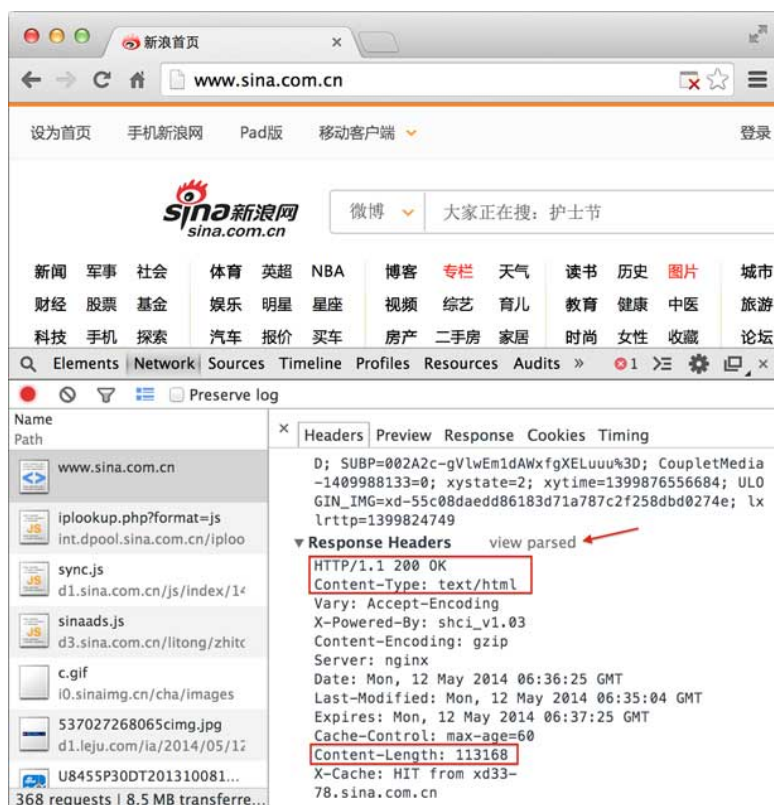 新浪首页
www.sina.com.cn
设为首页 手机新浪网 Pad版 移动客户端 登录
sina新浪网
sina.com.cn
微博 大家正在搜：护士节
新闻 军事 社会 体育 英超 NBA 博客 专栏 天气 读书 历史 图片 城市
财经 股票 基金 娱乐 明星 星座 视频 综艺 育儿 教育 健康 中医 旅游
科技 手机 探索 汽车 报价 买车 房产 二手房 家居 时尚 女性 收藏 论坛
Elements Network Sources Timeline Profiles Resources Audits » 1
Preserve log
Name
Path
Headers Preview Response Cookies Timing
www.sina.com.cn
iplookup.php?format=js
int.dpool.sina.com.cn/iploo
sync.js
d1.sina.com.cn/js/index/14
sinaads.js
d3.sina.com.cn/litong/zhitc
c.gif
i0.sinaimg.cn/cha/images
537027268065cimg.jpg
d1.leju.com/ia/2014/05/12
U8455P30DT201310081...
368 requests | 8.5 MB transferre...
D; SUBP=002A2c-gVlwEm1dAWxfgXELuuu%3D; CoupletMedia
-1409988133=0; xystate=2; xytime=1399876556684; ULO
GIN_IMG=xd-55c08daedd86183d71a787c2f258dbd0274e; lx
lrttp=1399824749
Response Headers view parsed
HTTP/1.1 200 OK
Content-Type: text/html
Vary: Accept-Encoding
X-Powered-By: shci_v1.03
Content-Encoding: gzip
Server: nginx
Date: Mon, 12 May 2014 06:36:25 GMT
Last-Modified: Mon, 12 May 2014 06:35:04 GMT
Expires: Mon, 12 May 2014 06:37:25 GMT
Cache-Control: max-age=60
Content-Length: 113168
X-Cache: HIT from xd33-
78.sina.com.cn